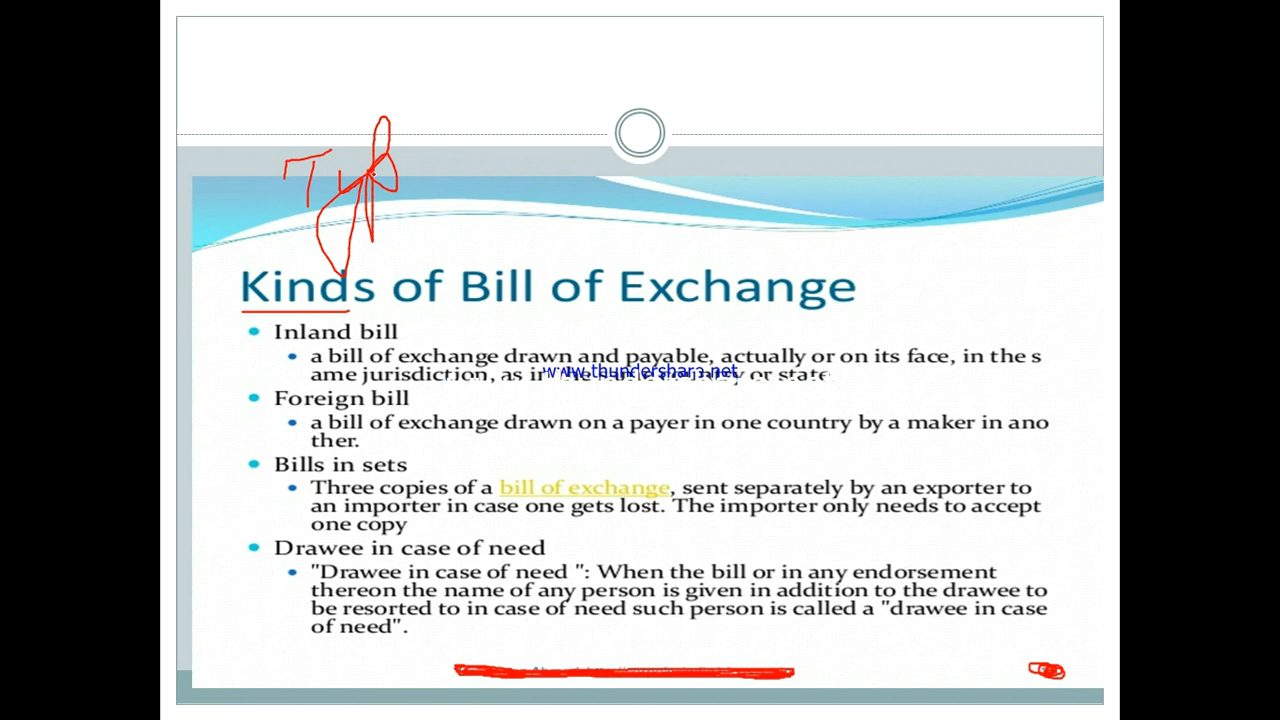 Kinds of Bill of Exchange
Inland bill
a bill of exchange drawn and payable, actually or on its face, in the s
ame jurisdiction, as in or state
www.thundershare.net
Foreign bill
a bill of exchange drawn on a payer in one country by a maker in ano
ther.
Bills in sets
Three copies of a bill of exchange, sent separately by an exporter to
an importer in case one gets lost. The importer only needs to accept
one copy
Drawee in case of need
"Drawee in case of need ": When the bill or in any endorsement
thereon the name of any person is given in addition to the drawee to
be resorted to in case of need such person is called a "drawee in case
of need".